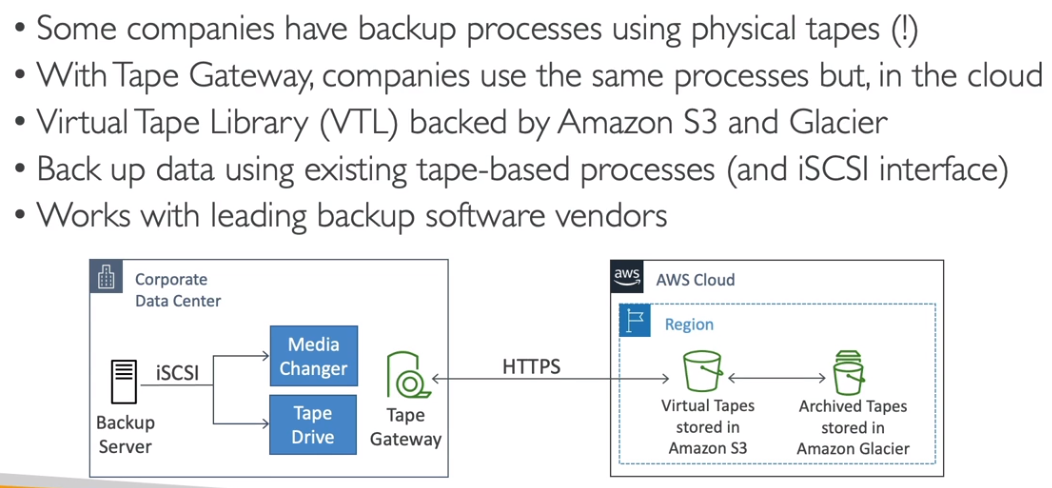 • Some companies have backup processes using physical tapes (!)
• With Tape Gateway, companies use the same processes but, in the cloud
• Virtual Tape Library (VTL) backed by Amazon S3 and Glacier
• Back up data using existing tape-based processes (and iSCSI interface)
• Works with leading backup software vendors
Corporate
Data Center
Backup
Server
iSCSI
Media
Changer
Tape
Drive
Tape
Gateway
HTTPS
aws
AWS Cloud
Region
Virtual Tapes
stored in
Amazon S3
Archived Tapes
stored in
Amazon Glacier